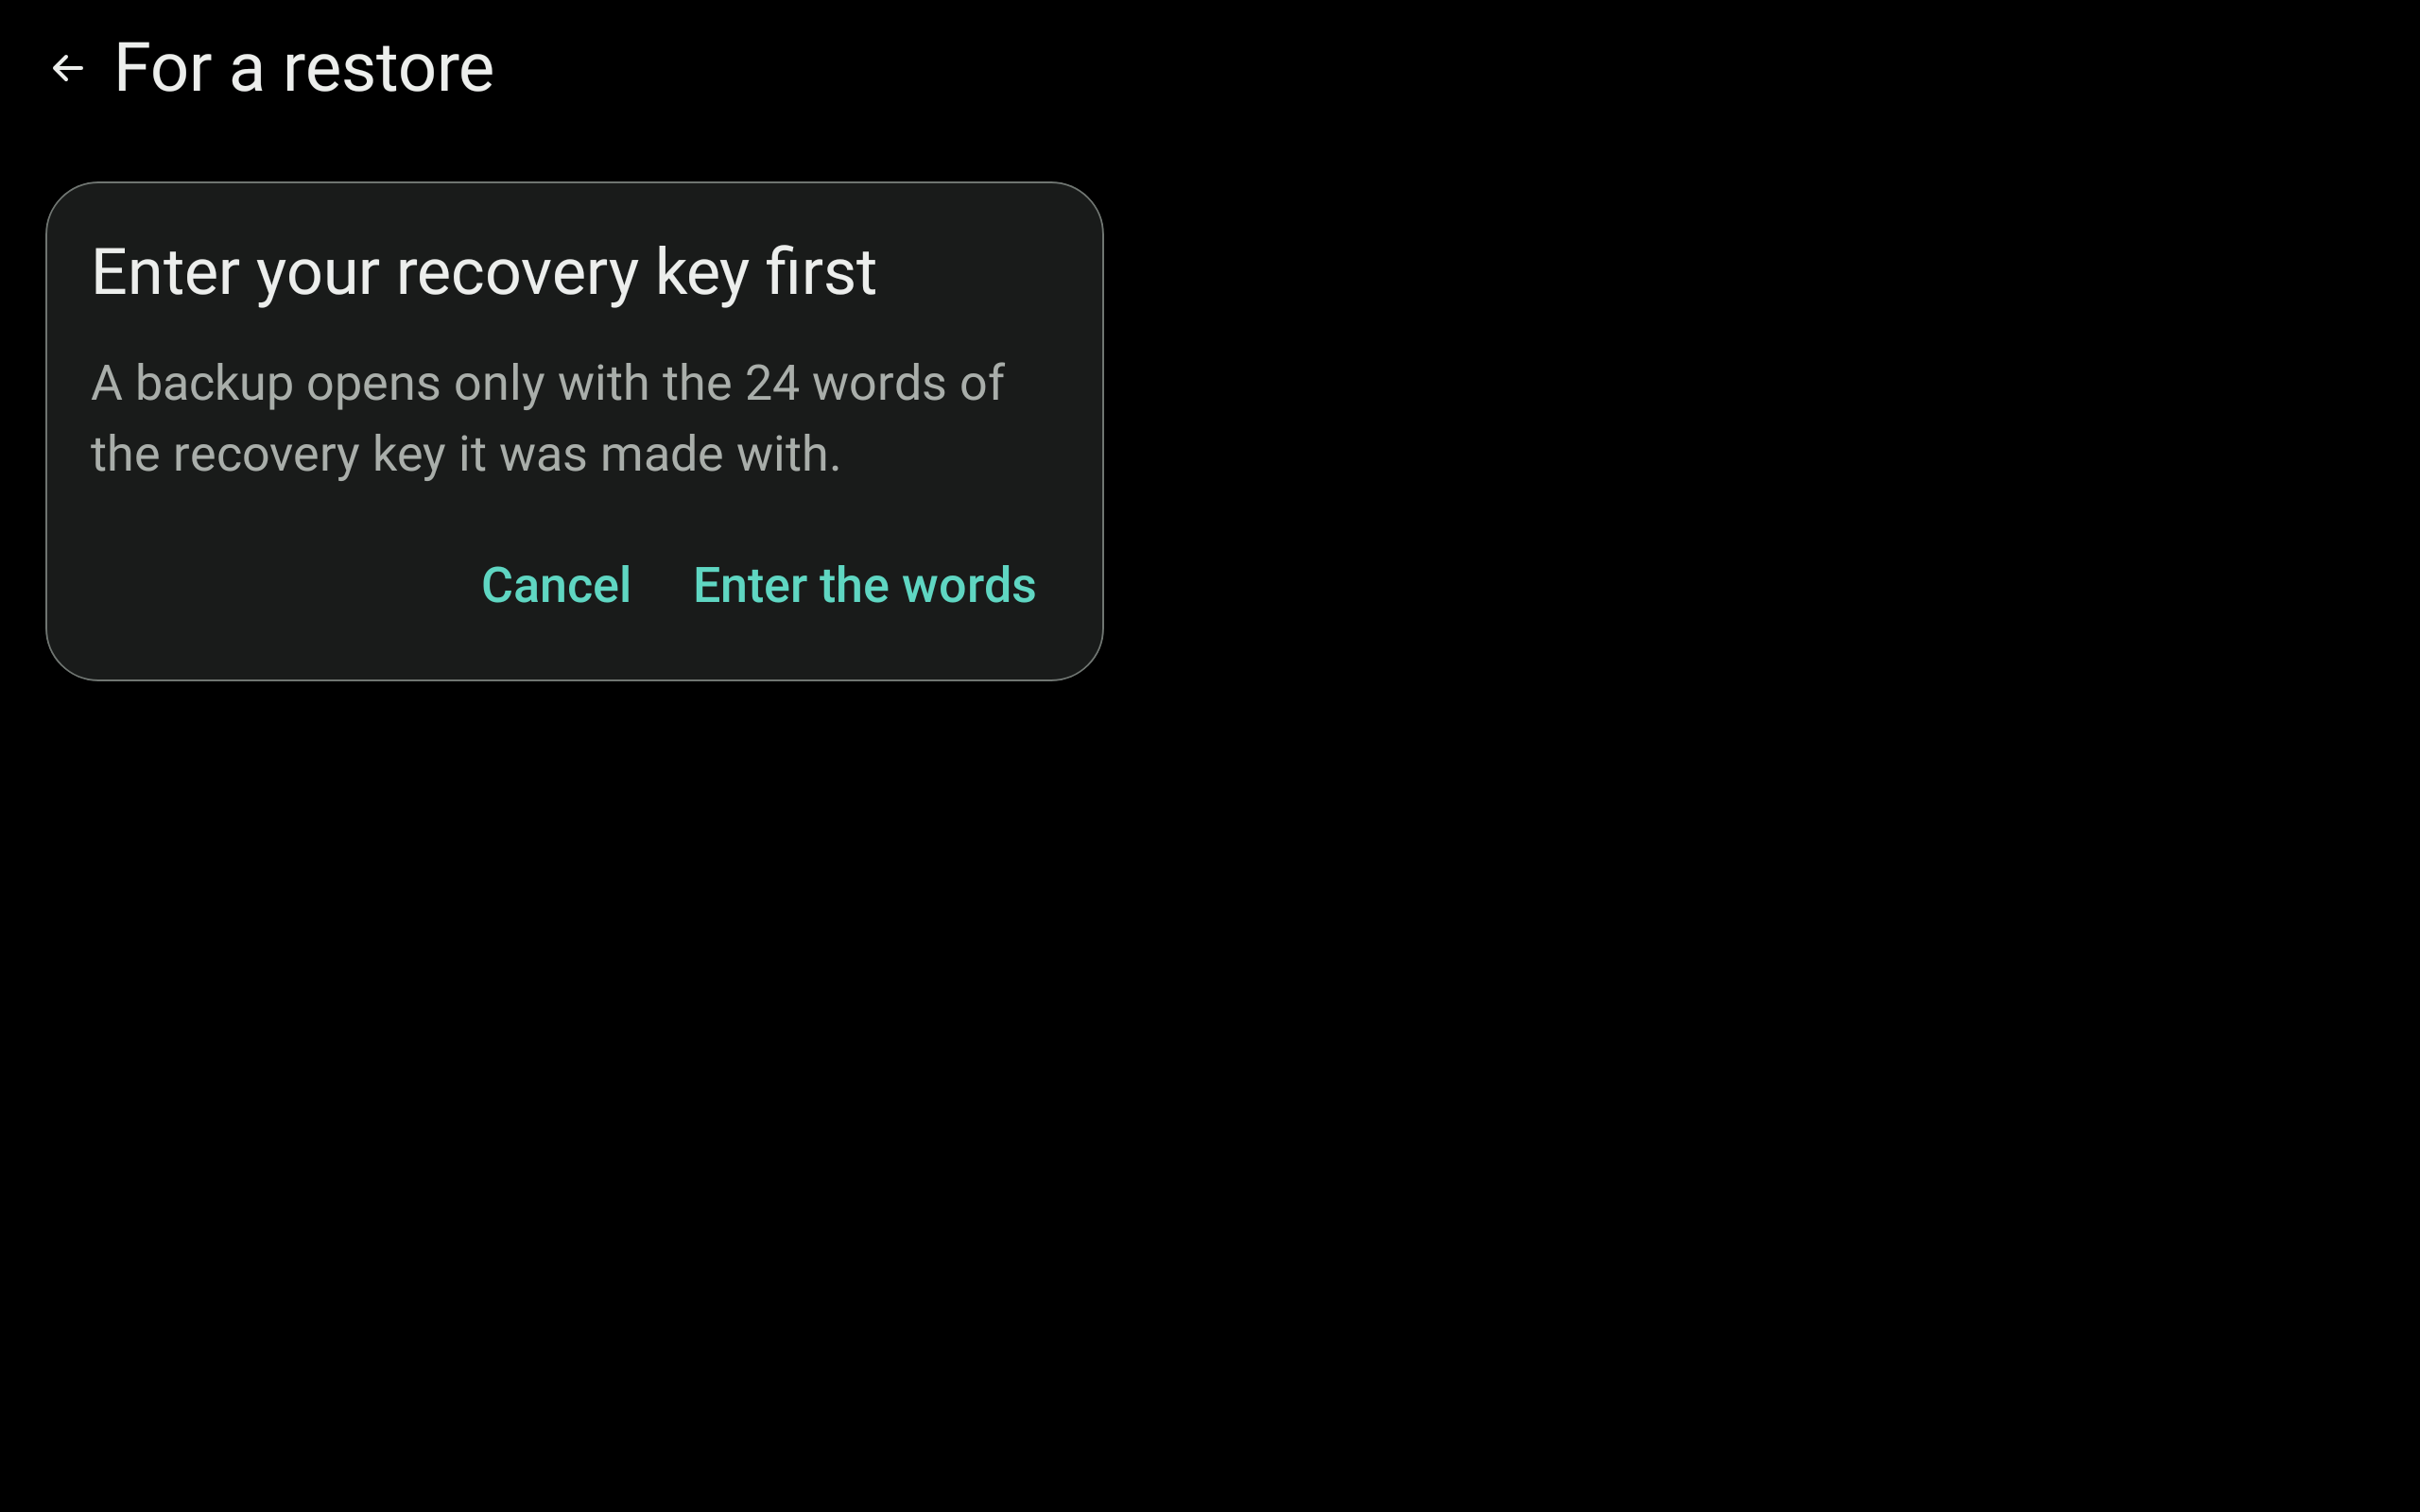 For a restore
Enter your recovery key first
A backup opens only with the 24 words of
the recovery key it was made with.
Cancel Enter the words